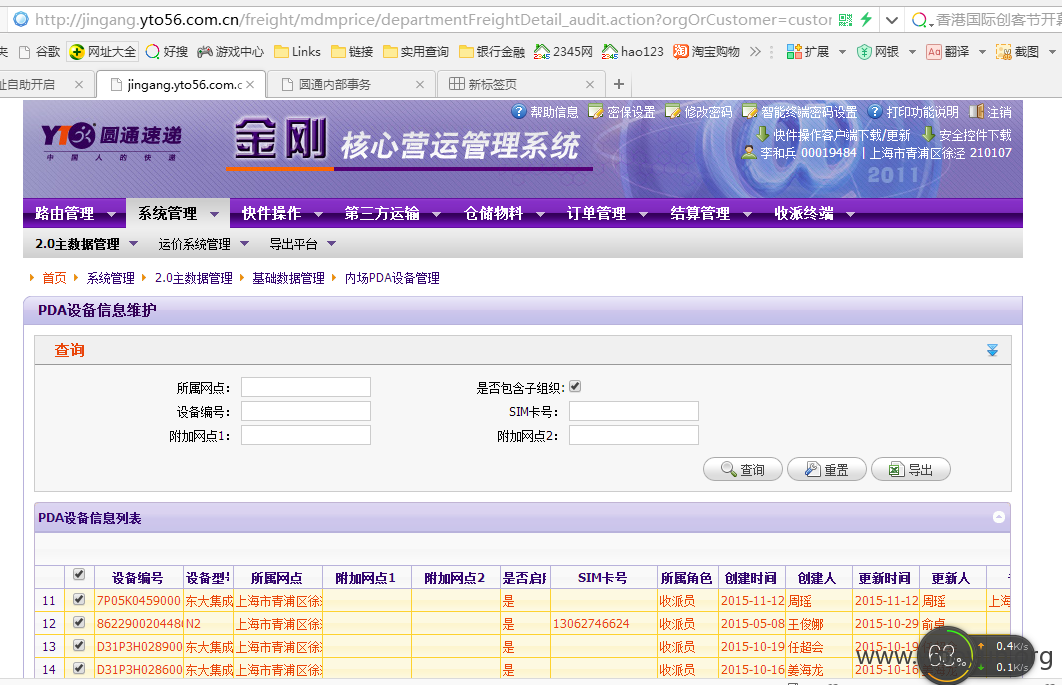 http://jingang.yto56.com.cn/freight/mdmprice/departmentFreightDetail_audit.action?orgOrCustomer=custor 香港国际创客节开幕
夹 谷歌 网址大全 好搜 游戏中心 Links 链接 实用查询 银行金融 2345网 hao123 淘宝购物 » 扩展 网银 翻译 截图
址自助开启 × jingang.yto56.com.c × 圆通内部事务 × 新标签页 × +
帮助信息 密保设置 修改密码 智能终端密码设置 打印功能说明 注销
快件操作客户端下载/更新 安全控件下载
李和兵 00019484 | 上海市青浦区徐泾 210107
YTO 圆通速递
中国人的快递
金刚 核心营运管理系统
2011
路由管理 系统管理 快件操作 第三方运输 仓储物料 订单管理 结算管理 收派终端
2.0主数据管理 运价系统管理 导出平台
首页 系统管理 2.0主数据管理 基础数据管理 内场PDA设备管理
PDA设备信息维护
查询
所属网点: 是否包含子组织:
设备编号: SIM卡号:
附加网点1: 附加网点2:
查询 重置 导出
PDA设备信息列表
设备编号 设备型号 所属网点 附加网点1 附加网点2 是否启用 SIM卡号 所属角色 创建时间 创建人 更新时间 更新人
11 7P05K0459000 东大集成 上海市青浦区徐泾 是 收派员 2015-11-12 周瑶 2015-11-12 周瑶 上海
12 8622900204480 N2 上海市青浦区徐泾 是 13062746624 收派员 2015-05-08 王俊娜 2015-10-29 俞卓
13 D31P3H028900 东大集成 上海市青浦区徐泾 是 收派员 2015-10-19 任超会 2015-10-16
14 D31P3H028600 东大集成 上海市青浦区徐泾 是 收派员 2015-10-16 姜海龙 2015-10-16
www. rg
0.4K/s
0.1K/s